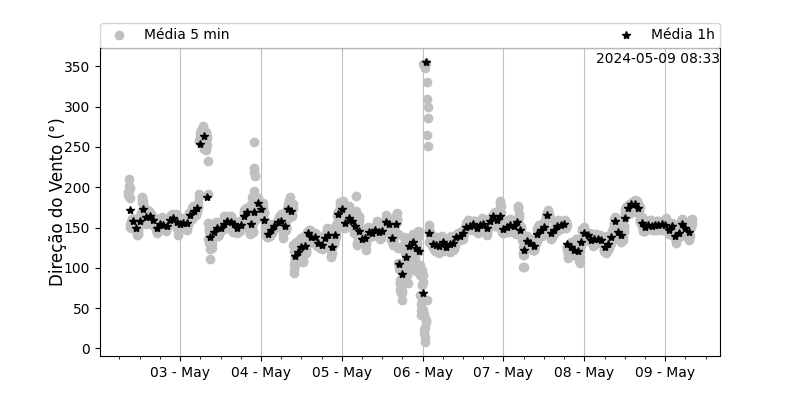 Média 5 min
Média 1h
2024-05-09 08:33
Direção do Vento (°)
350
300
250
200
150
100
50
0
03 - May
04 - May
05 - May
06 - May
07 - May
08 - May
09 - May